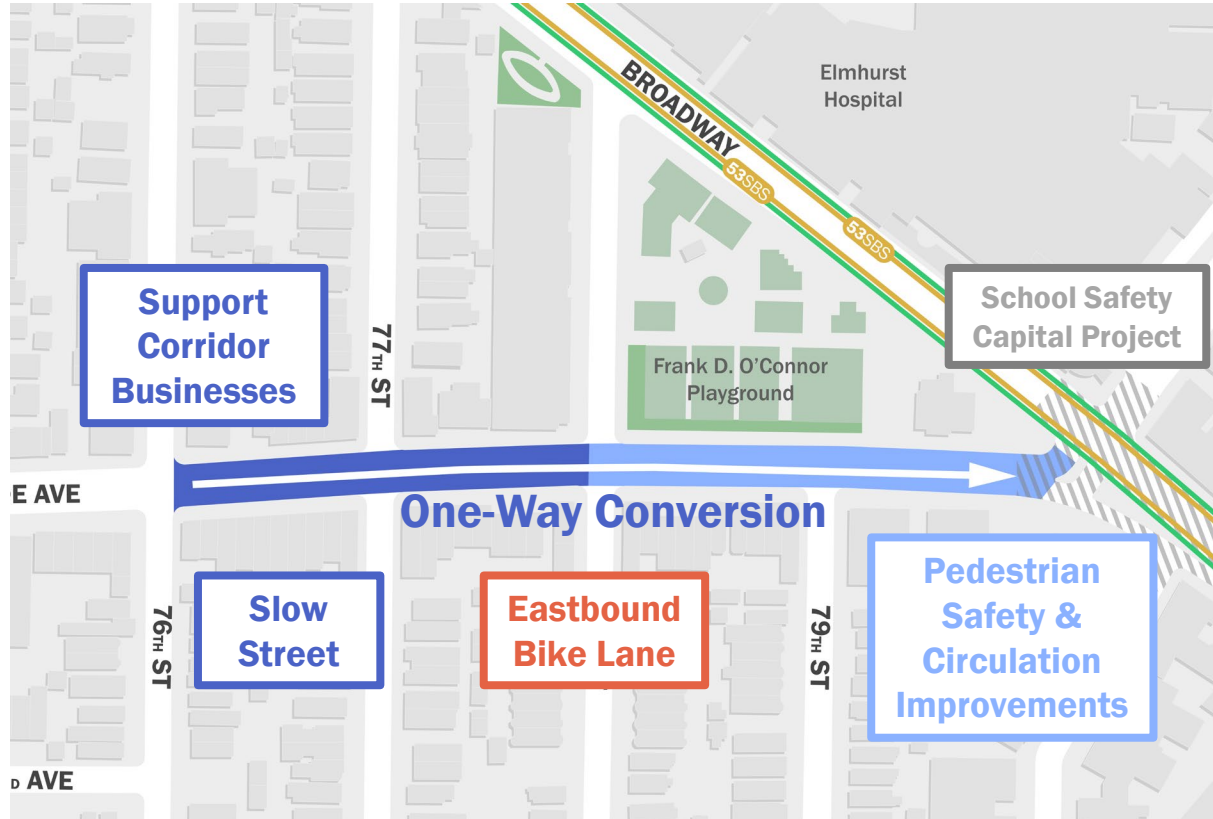 BROADWAY
Elmhurst
Hospital
53SBS
53SBS
Support
Corridor
Businesses
School Safety
Capital Project
77TH ST
Frank D. O'Connor
Playground
E AVE
One-Way Conversion
Slow
Street
Eastbound
Bike Lane
Pedestrian
Safety &
Circulation
Improvements
76TH ST
79TH ST
D AVE